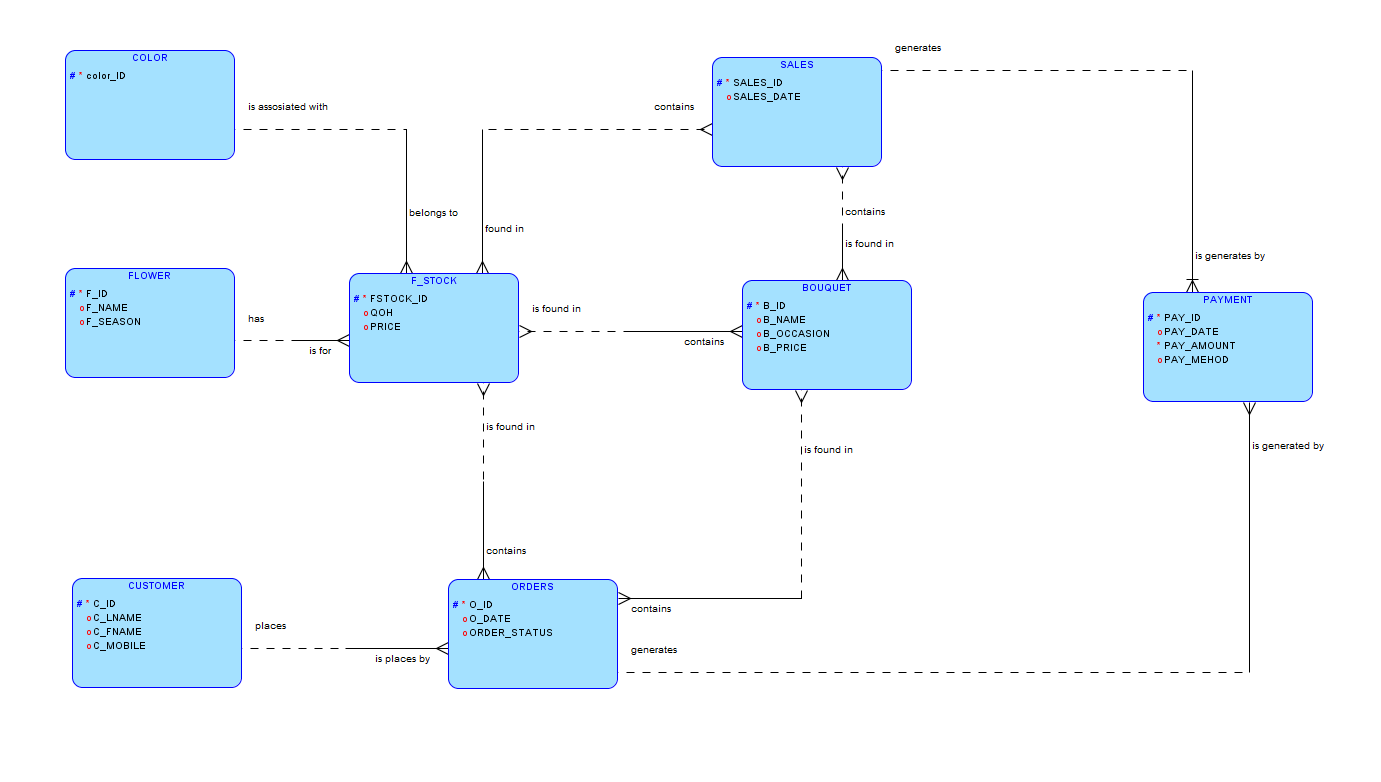 COLOR
# * color_ID
is assosiated with
belongs to
SALES
# * SALES_ID
o SALES_DATE
generates
contains
found in
contains
is found in
is generates by
FLOWER
# * F_ID
o F_NAME
o F_SEASON
has
is for
F_STOCK
# * FSTOCK_ID
o QOH
o PRICE
is found in
contains
BOUQUET
# * B_ID
o B_NAME
o B_OCCASION
o B_PRICE
PAYMENT
# * PAY_ID
o PAY_DATE
* PAY_AMOUNT
o PAY_MEHOD
is found in
contains
is found in
contains
is generated by
CUSTOMER
# * C_ID
o C_LNAME
o C_FNAME
o C_MOBILE
places
is places by
ORDERS
# * O_ID
o O_DATE
o ORDER_STATUS
generates